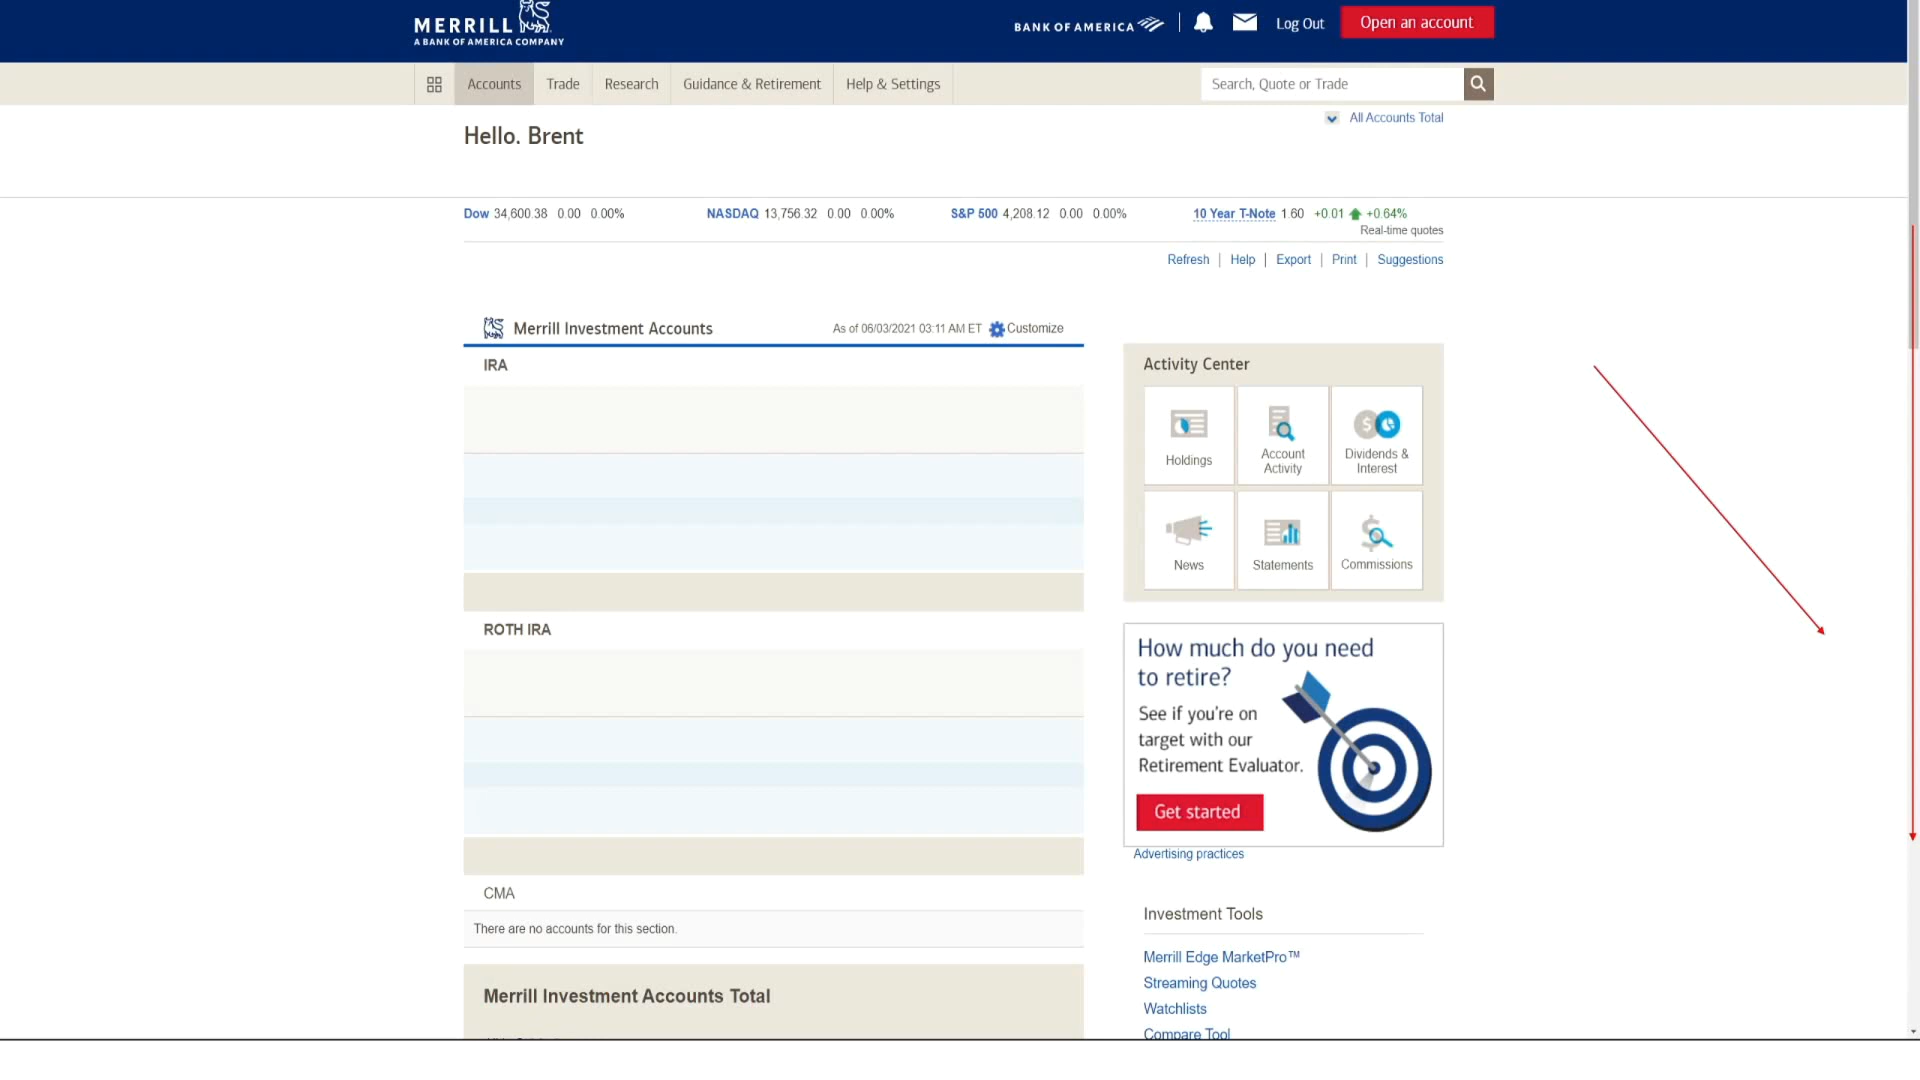 MERRILL
A BANK OF AMERICA COMPANY
BANK OF AMERICA
Log Out
Open an account
Accounts
Trade
Research
Guidance & Retirement
Help & Settings
Search, Quote or Trade
All Accounts Total
Hello. Brent
Dow 34,600.38 0.00 0.00%
NASDAQ 13,756.32 0.00 0.00%
S&P 500 4,208.12 0.00 0.00%
10 Year T-Note 1.60 +0.01 +0.64%
Real-time quotes
Refresh | Help | Export | Print | Suggestions
Merrill Investment Accounts
As of 06/03/2021 03:11 AM ET
Customize
IRA
ROTH IRA
CMA
There are no accounts for this section.
Merrill Investment Accounts Total
Activity Center
Holdings
Account
Activity
Dividends &
Interest
News
Statements
Commissions
How much do you need
to retire?
See if you're on
target with our
Retirement Evaluator.
Get started
Advertising practices
Investment Tools
Merrill Edge MarketPro™
Streaming Quotes
Watchlists
Compare Tool